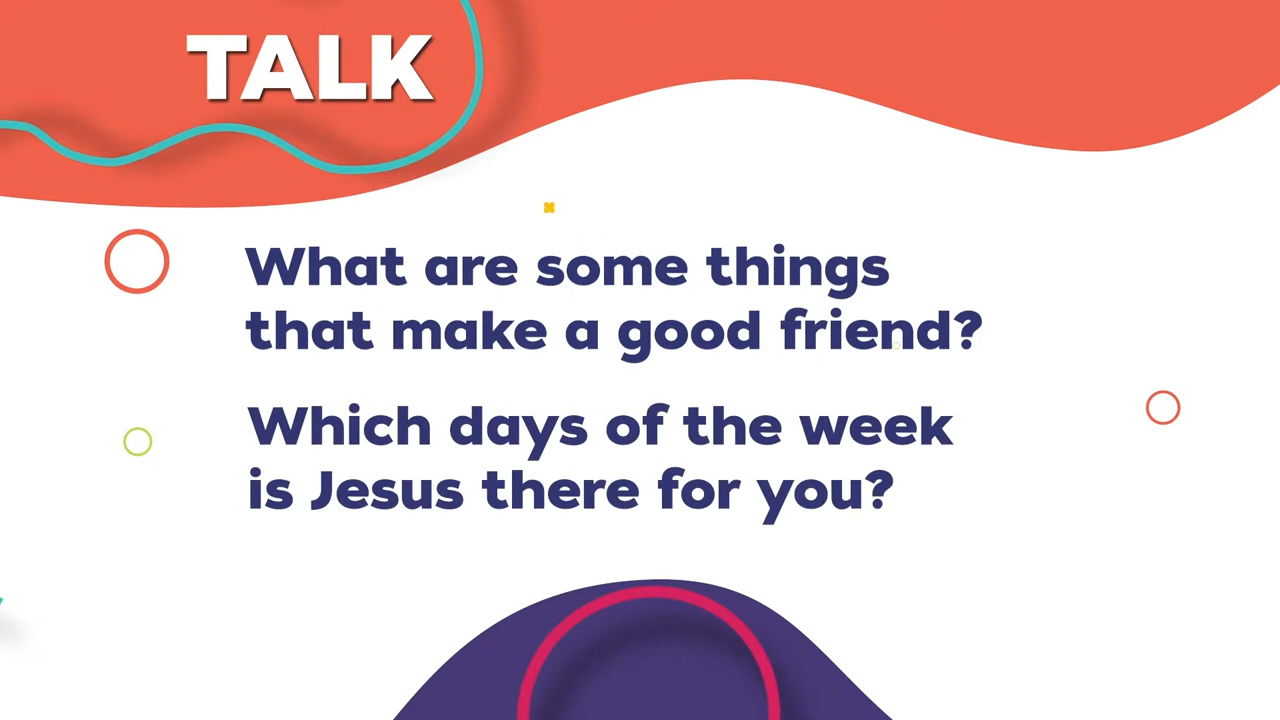 TALK
What are some things
that make a good friend?
Which days of the week
is Jesus there for you?